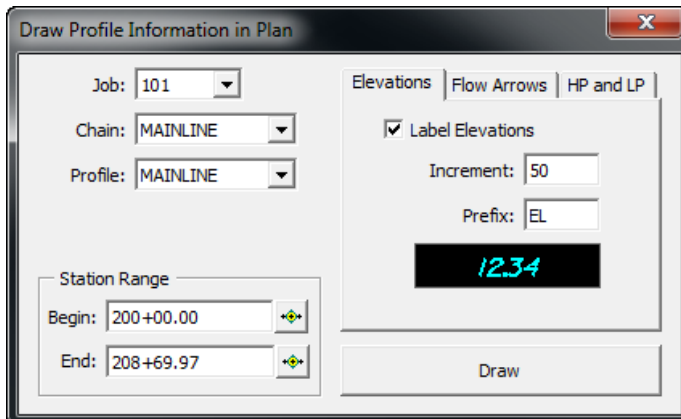 Draw Profile Information in Plan
Job: 101
Chain: MAINLINE
Profile: MAINLINE
Station Range
Begin: 200+00.00
End: 208+69.97
Elevations Flow Arrows HP and LP
Label Elevations
Increment: 50
Prefix: EL
12.34
Draw